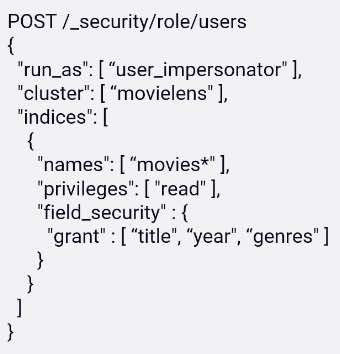 POST /_security/role/users
{
"run_as": [ “user_impersonator" ],
"cluster": [ “movielens" ],
"indices": [
{
"names": [ “movies*" ],
"privileges": [ "read" ],
"field_security" : {
"grant" : [ “title", “year", “genres" ]
}
}
]
}